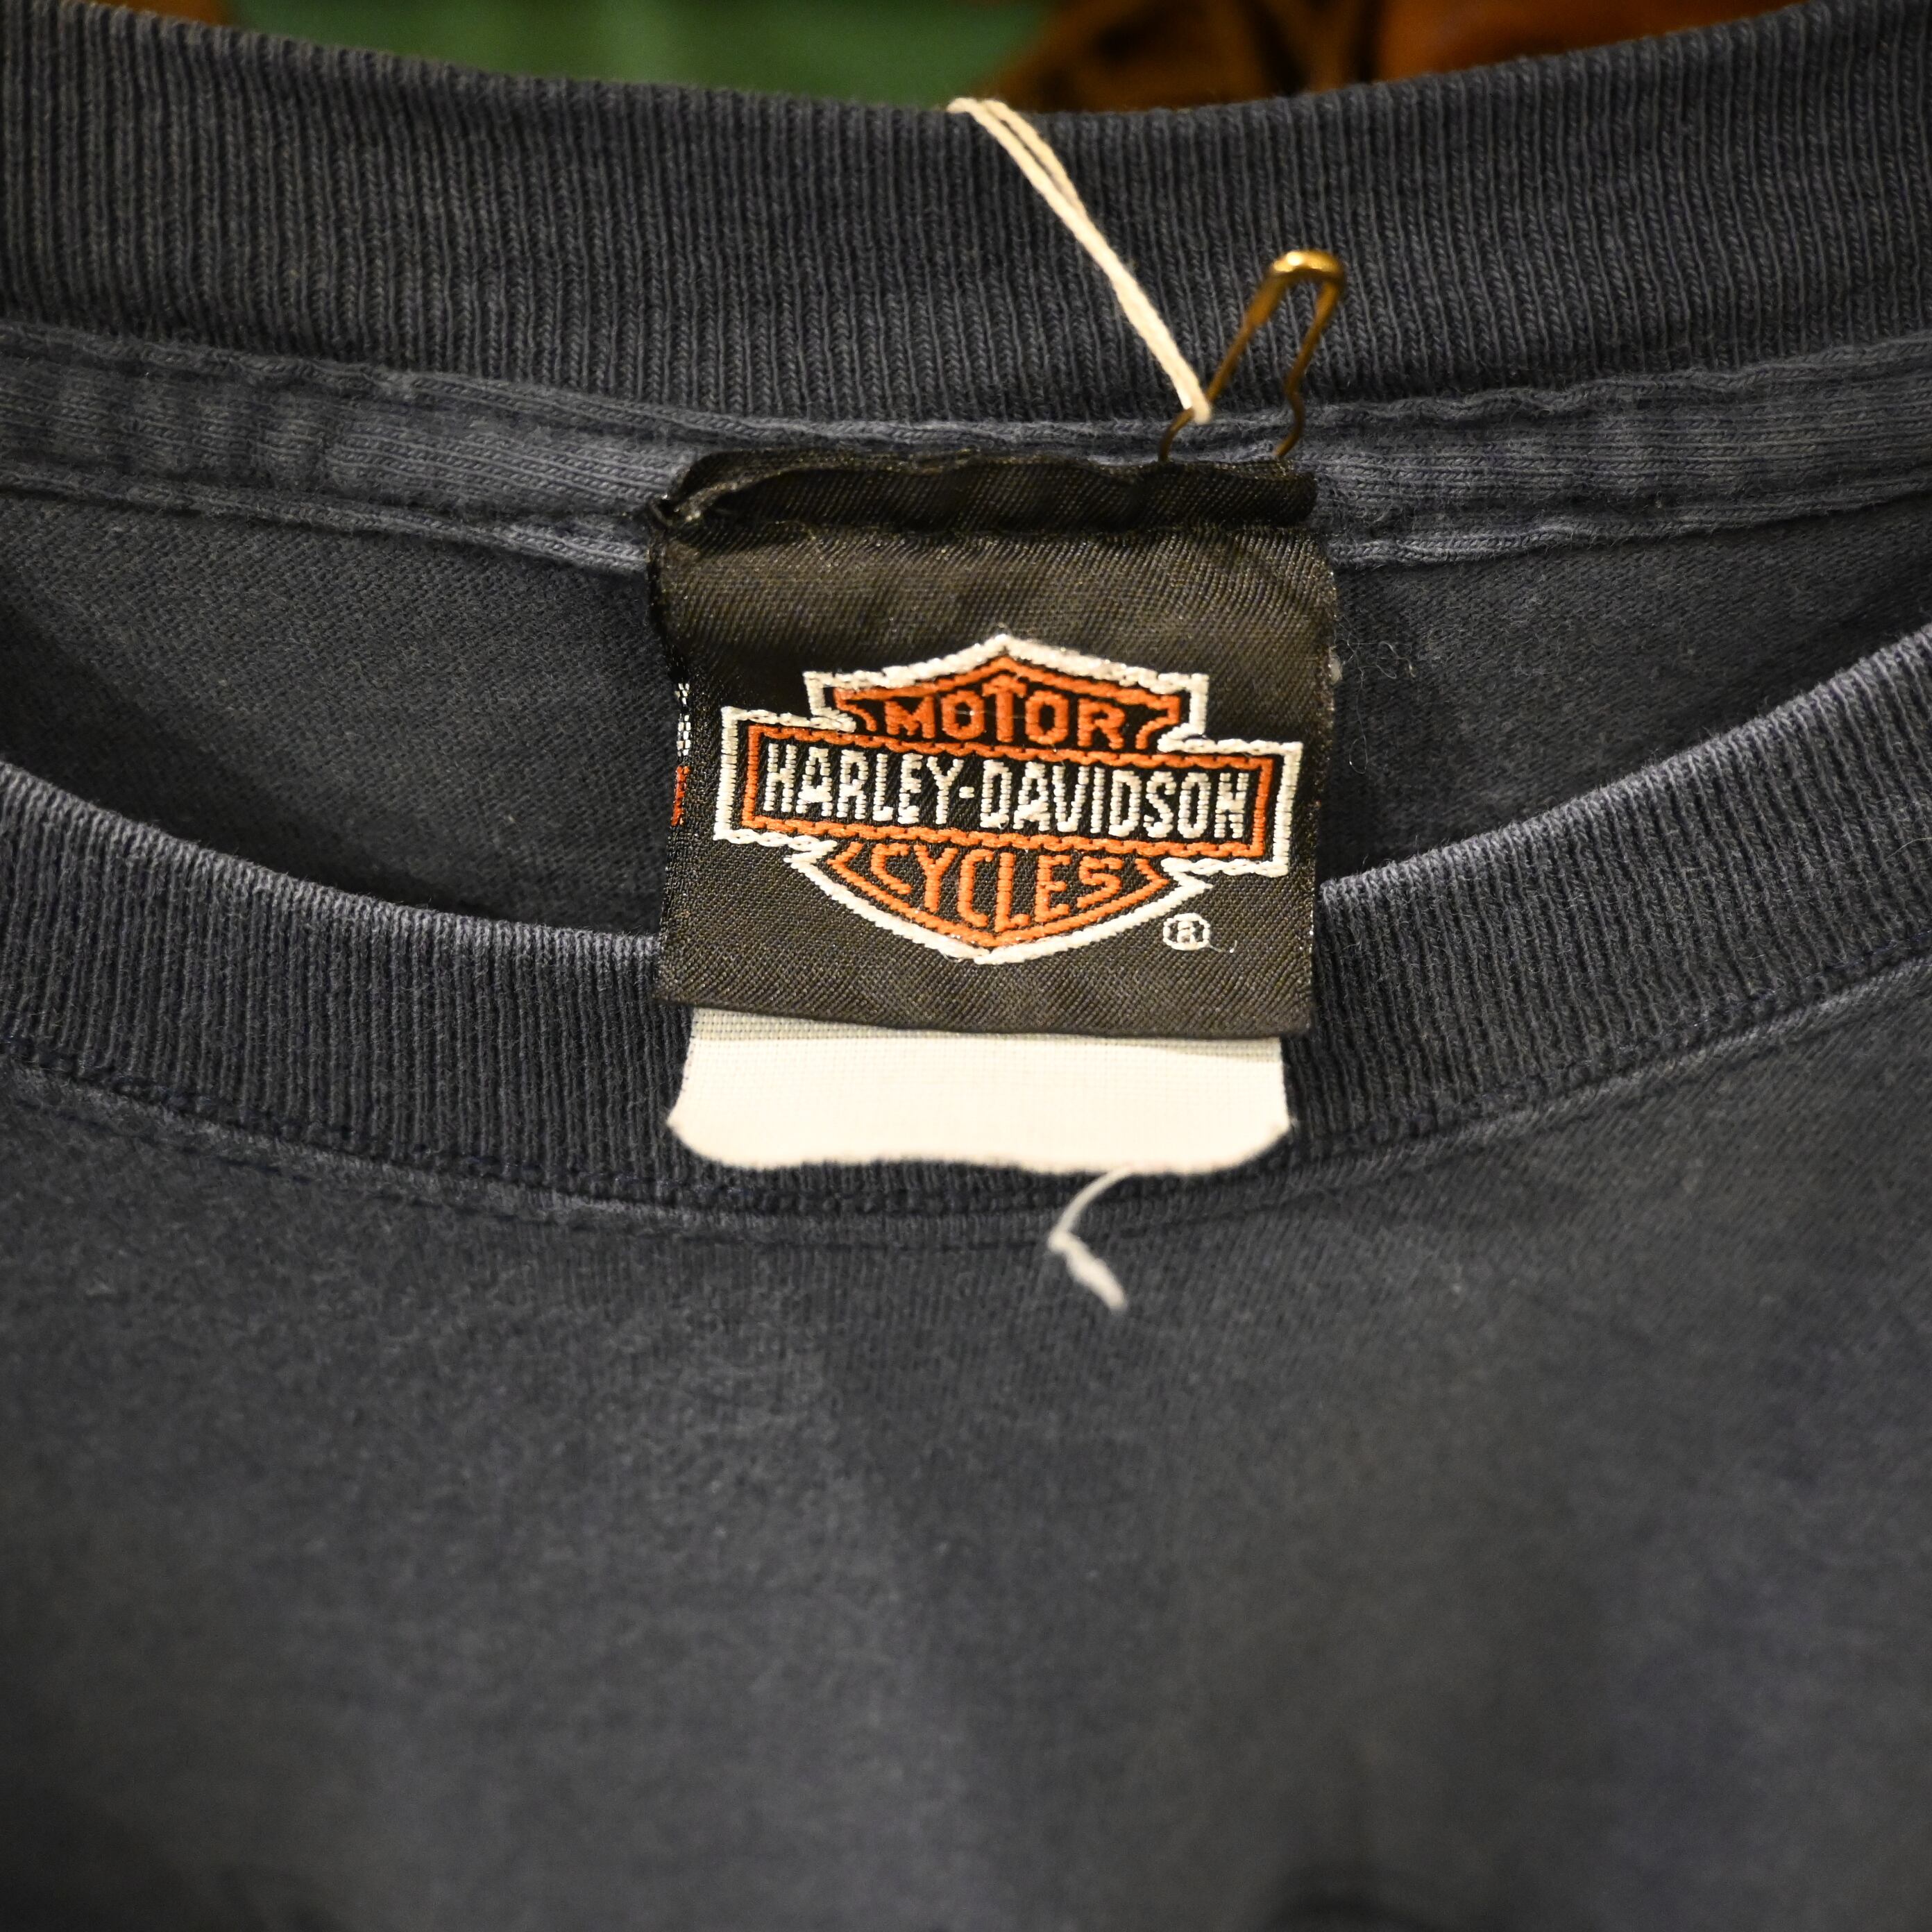 MOTOR
HARLEY-DAVIDSON
CYCLES
®